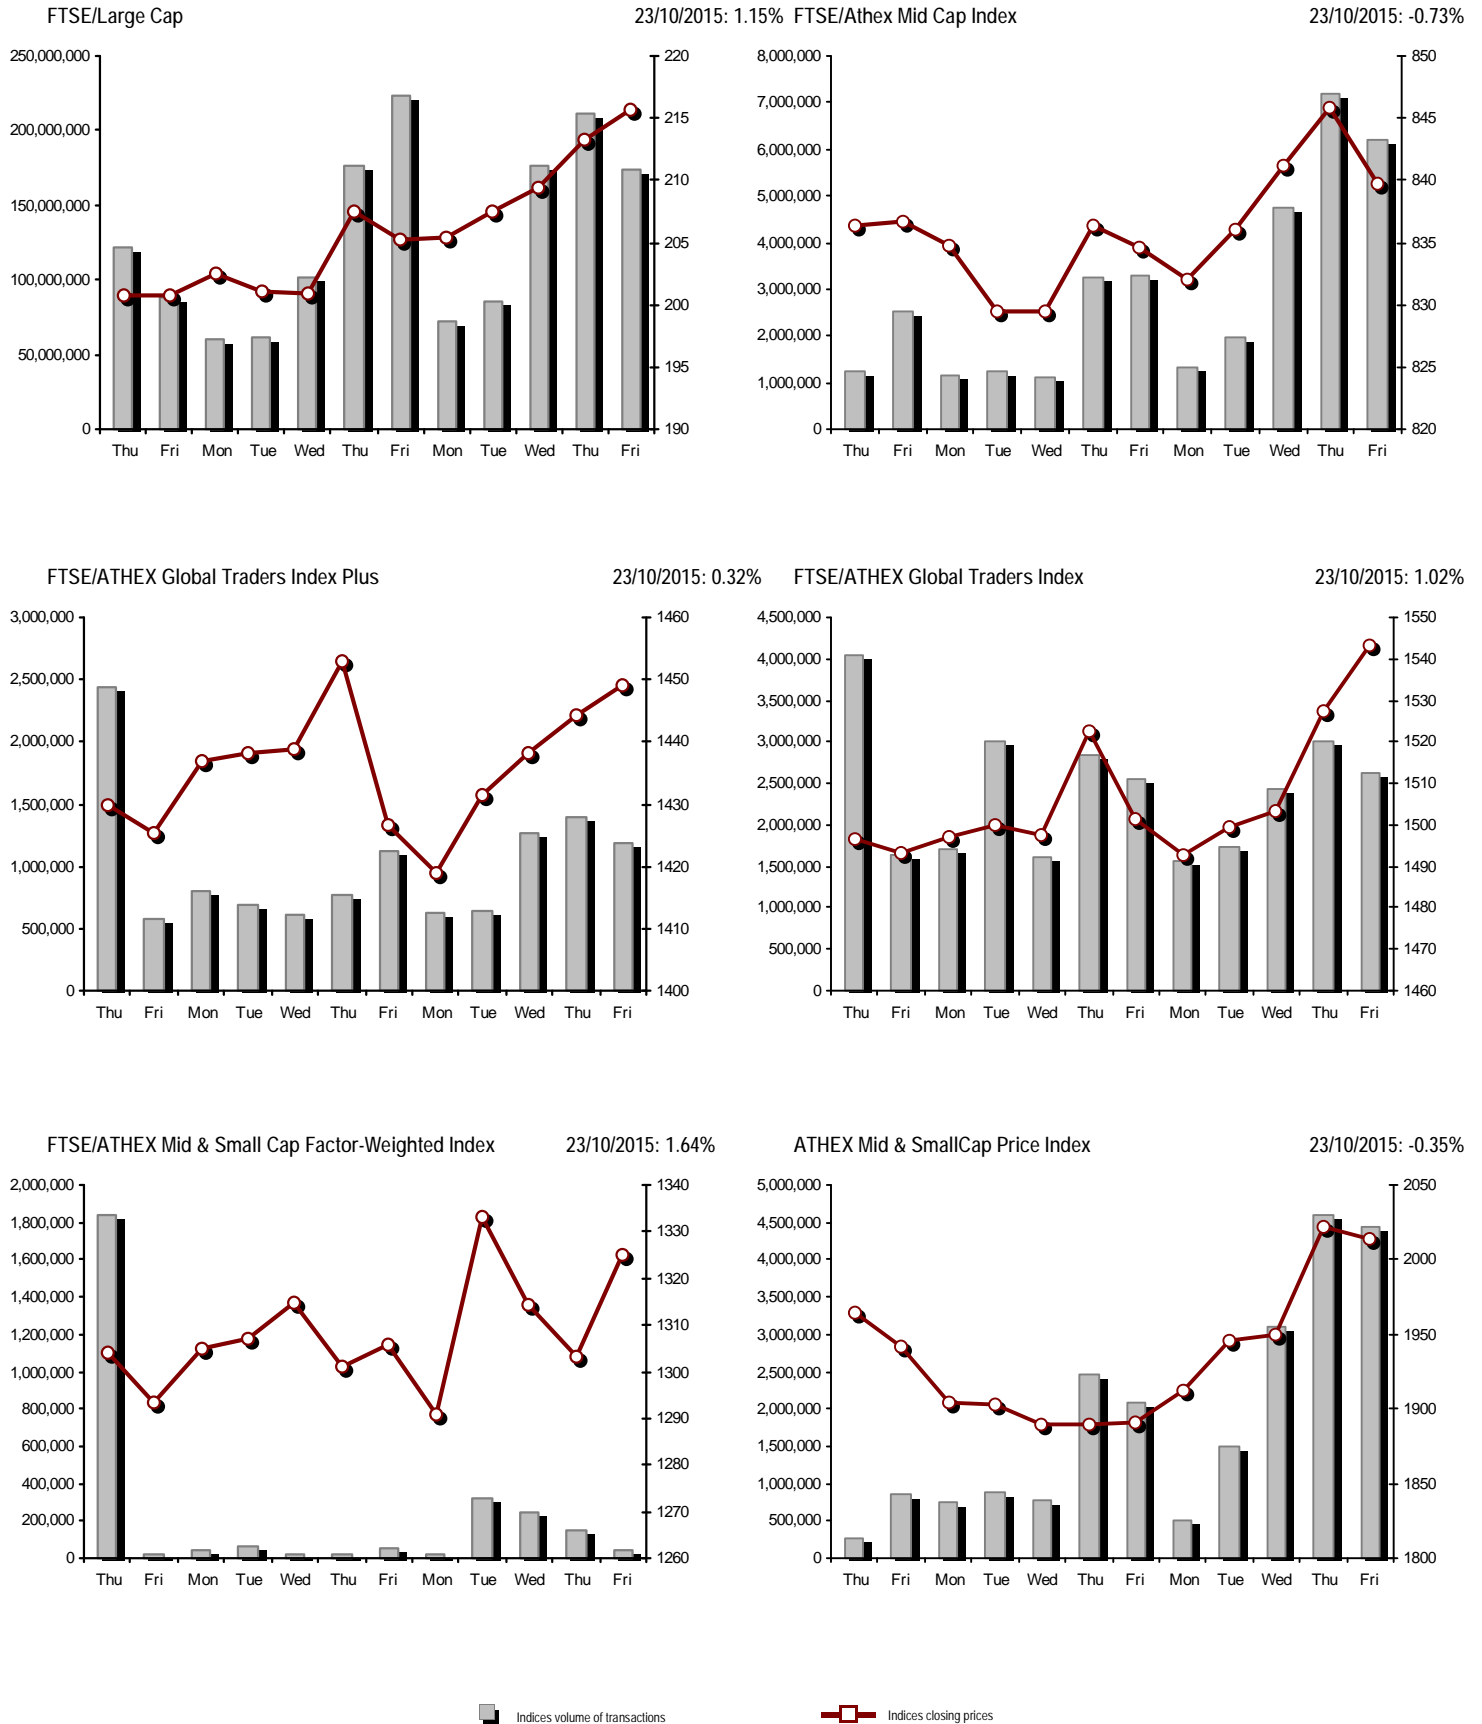 FTSE/Large Cap 23/10/2015: 1.15% FTSE/Athex Mid Cap Index 23/10/2015: -0.73%
250,000,000 220 8,000,000 850
7,000,000
200,000,000 215 845
6,000,000
150,000,000 210 5,000,000 840
205 4,000,000 835
100,000,000 200 3,000,000 830
2,000,000
50,000,000 195 1,000,000 825
0 190 0 820
Thu Fri Mon Tue Wed Thu Fri Mon Tue Wed Thu Fri Thu Fri Mon Tue Wed Thu Fri Mon Tue Wed Thu Fri
FTSE/ATHEX Global Traders Index Plus 23/10/2015: 0.32% FTSE/ATHEX Global Traders Index 23/10/2015: 1.02%
3,000,000 1460 4,500,000 1550
4,000,000 1540
2,500,000 1450
3,500,000 1530
2,000,000 1440 3,000,000 1520
2,500,000 1510
1,500,000 1430
2,000,000 1500
1,000,000 1420 1,500,000 1490
1,000,000 1480
500,000 1410
500,000 1470
0 1400 0 1460
Thu Fri Mon Tue Wed Thu Fri Mon Tue Wed Thu Fri Thu Fri Mon Tue Wed Thu Fri Mon Tue Wed Thu Fri
FTSE/ATHEX Mid & Small Cap Factor-Weighted Index 23/10/2015: 1.64% ATHEX Mid & SmallCap Price Index 23/10/2015: -0.35%
2,000,000 1340 5,000,000 2050
1,800,000 1330 4,500,000
1,600,000 1320 4,000,000 2000
1,400,000 3,500,000
1,200,000 1310 3,000,000 1950
1,000,000 1300 2,500,000
800,000 1290 2,000,000 1900
600,000 1280 1,500,000
400,000 1,000,000 1850
200,000 1270 500,000
0 1260 0 1800
Thu Fri Mon Tue Wed Thu Fri Mon Tue Wed Thu Fri Thu Fri Mon Tue Wed Thu Fri Mon Tue Wed Thu Fri
Indices volume of transactions Indices closing prices